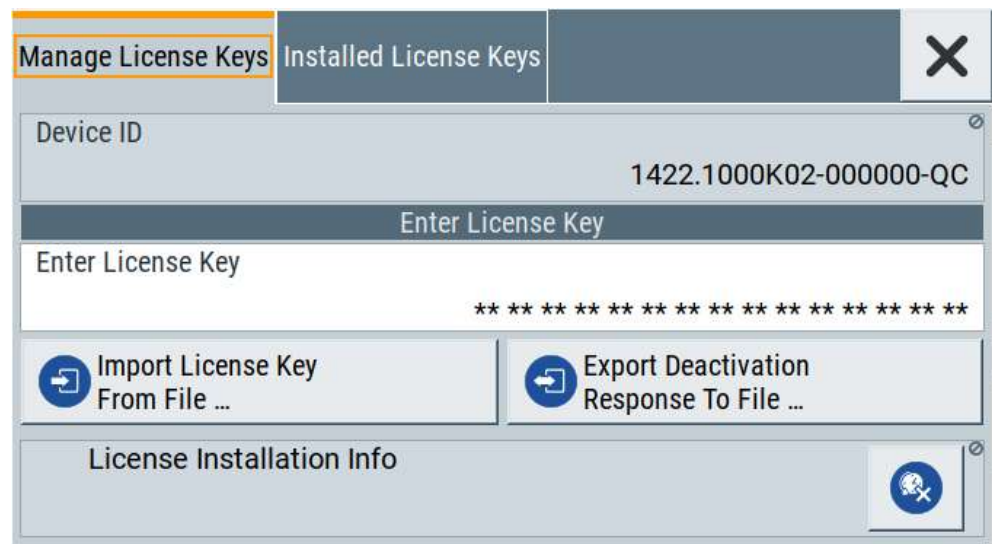 Manage License Keys
Installed License Keys
Device ID
1422.1000K02-000000-QC
Enter License Key
Enter License Key
** ** ** ** ** ** ** ** ** ** ** ** ** ** **
Import License Key
From File ...
Export Deactivation
Response To File ...
License Installation Info